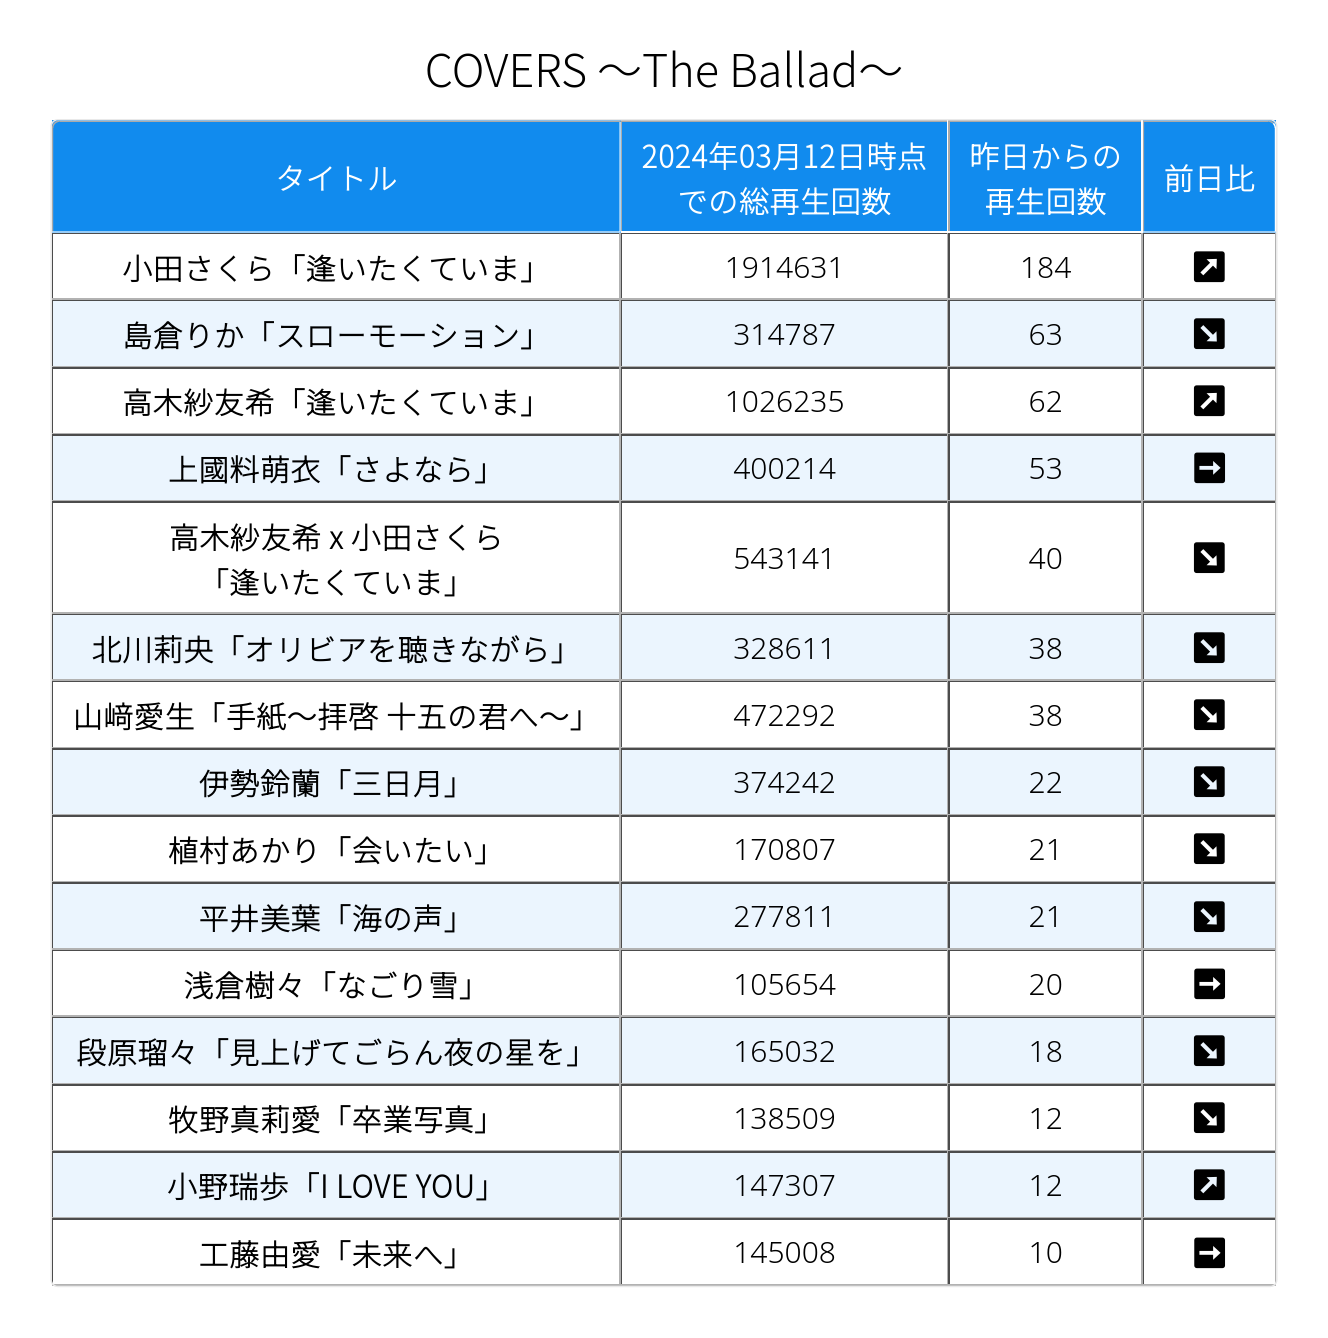 COVERS ～The Ballad～
タイトル
2024年03月12日時点
での総再生回数
昨日からの
再生回数
前日比
小田さくら「逢いたくていま」 1914631 184 ↗
島倉りか「スローモーション」 314787 63 ↘
高木紗友希「逢いたくていま」 1026235 62 ↗
上國料萌衣「さよなら」 400214 53 →
高木紗友希 x 小田さくら
「逢いたくていま」 543141 40 ↘
北川莉央「オリビアを聴きながら」 328611 38 ↘
山﨑愛生「手紙～拝啓 十五の君へ～」 472292 38 ↘
伊勢鈴蘭「三日月」 374242 22 ↘
植村あかり「会いたい」 170807 21 ↘
平井美葉「海の声」 277811 21 ↘
浅倉樹々「なごり雪」 105654 20 →
段原瑠々「見上げてごらん夜の星を」 165032 18 ↘
牧野真莉愛「卒業写真」 138509 12 ↘
小野瑞歩「I LOVE YOU」 147307 12 ↗
工藤由愛「未来へ」 145008 10 →